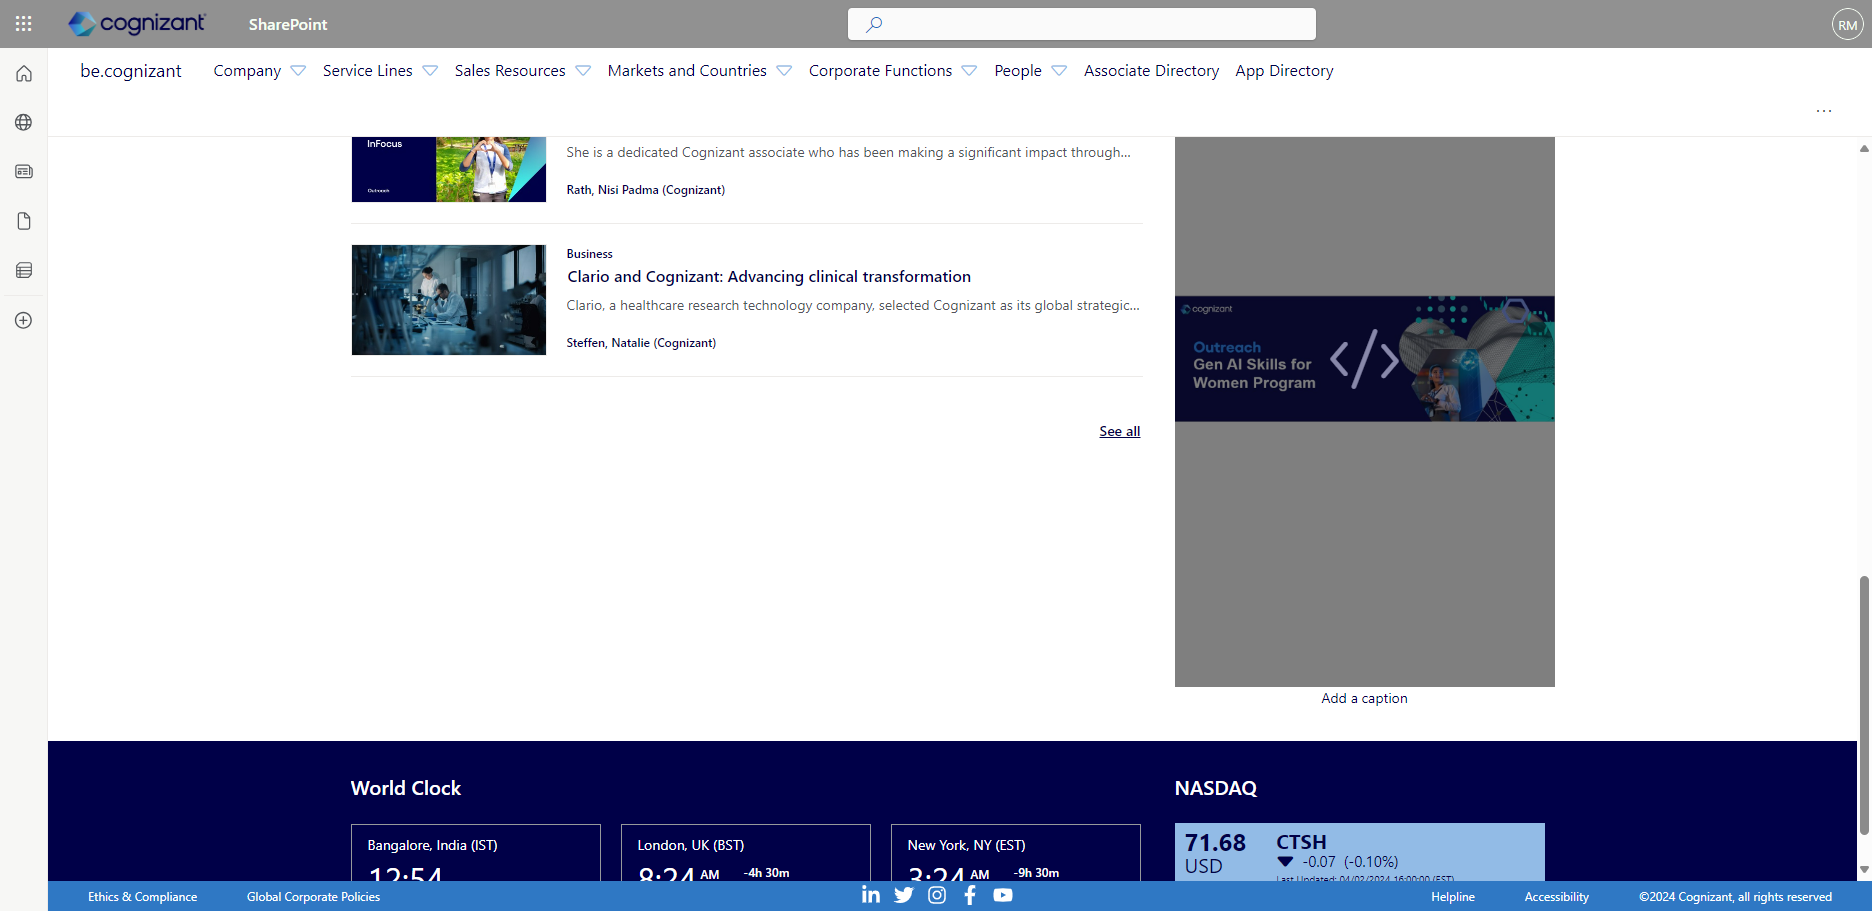 cognizant
SharePoint
RM
be.cognizant
Company
Service Lines
Sales Resources
Markets and Countries
Corporate Functions
People
Associate Directory
App Directory
...
InFocus
Outreach
She is a dedicated Cognizant associate who has been making a significant impact through...
Rath, Nisi Padma (Cognizant)
Business
Clario and Cognizant: Advancing clinical transformation
Clario, a healthcare research technology company, selected Cognizant as its global strategic...
Steffen, Natalie (Cognizant)
See all
cognizant
Outreach
Gen AI Skills for
Women Program
</>
Add a caption
World Clock
Bangalore, India (IST)
12:54
London, UK (BST)
8:24 AM -4h 30m
New York, NY (EST)
3:24 AM -9h 30m
NASDAQ
71.68
USD
CTSH
-0.07 (-0.10%)
Last Updated: 04/02/2024 16:00:00 (EST)
Ethics & Compliance
Global Corporate Policies
Helpline
Accessibility
©2024 Cognizant, all rights reserved